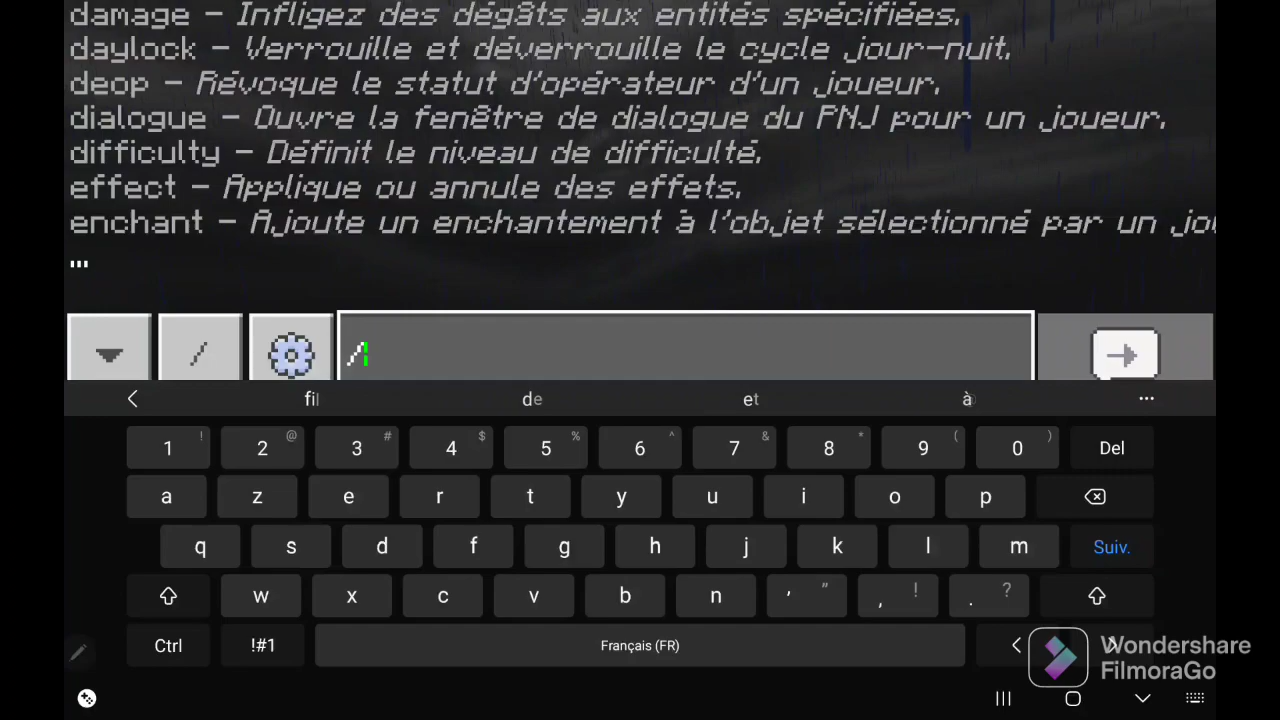 damage - Infligez des dégâts aux entités spécifiées.
daylock - Verrouille et déverrouille le cycle jour-nuit.
deop - Révoque le statut d'opérateur d'un joueur.
dialogue - Ouvre la fenêtre de dialogue du PNJ pour un joueur.
difficulty - Définit le niveau de difficulté.
effect - Applique ou annule des effets.
enchant - Ajoute un enchantement à l'objet sélectionné par un jou
...
/
/
fil de et à ...
1 ! 2 @ 3 # 4 $ 5 % 6 ^ 7 & 8 * 9 ( 0 ) Del
a z e r t y u i o p
q s d f g h j k l m Suiv.
w x c v b n ' " , ! . ?
Ctrl !#1 Français (FR) < >
Wondershare
FilmoraGo